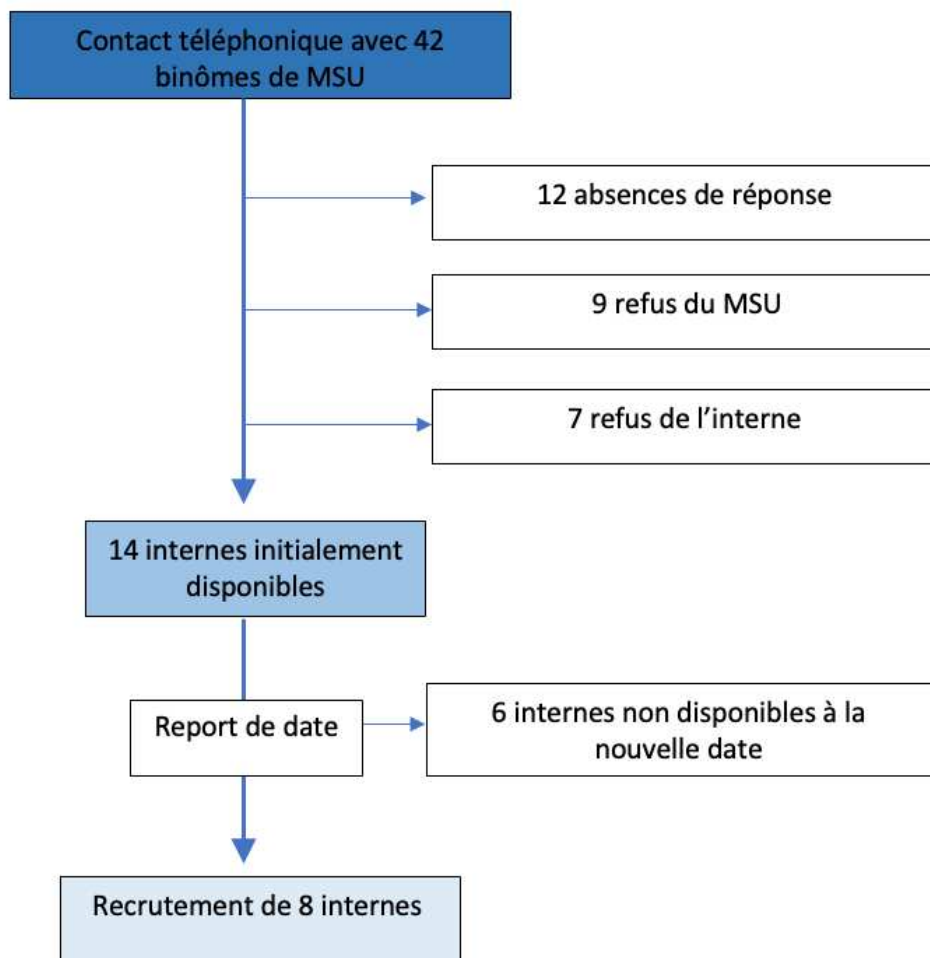 Contact téléphonique avec 42
binômes de MSU
12 absences de réponse
9 refus du MSU
7 refus de l'interne
14 internes initialement
disponibles
Report de date
6 internes non disponibles à la
nouvelle date
Recrutement de 8 internes